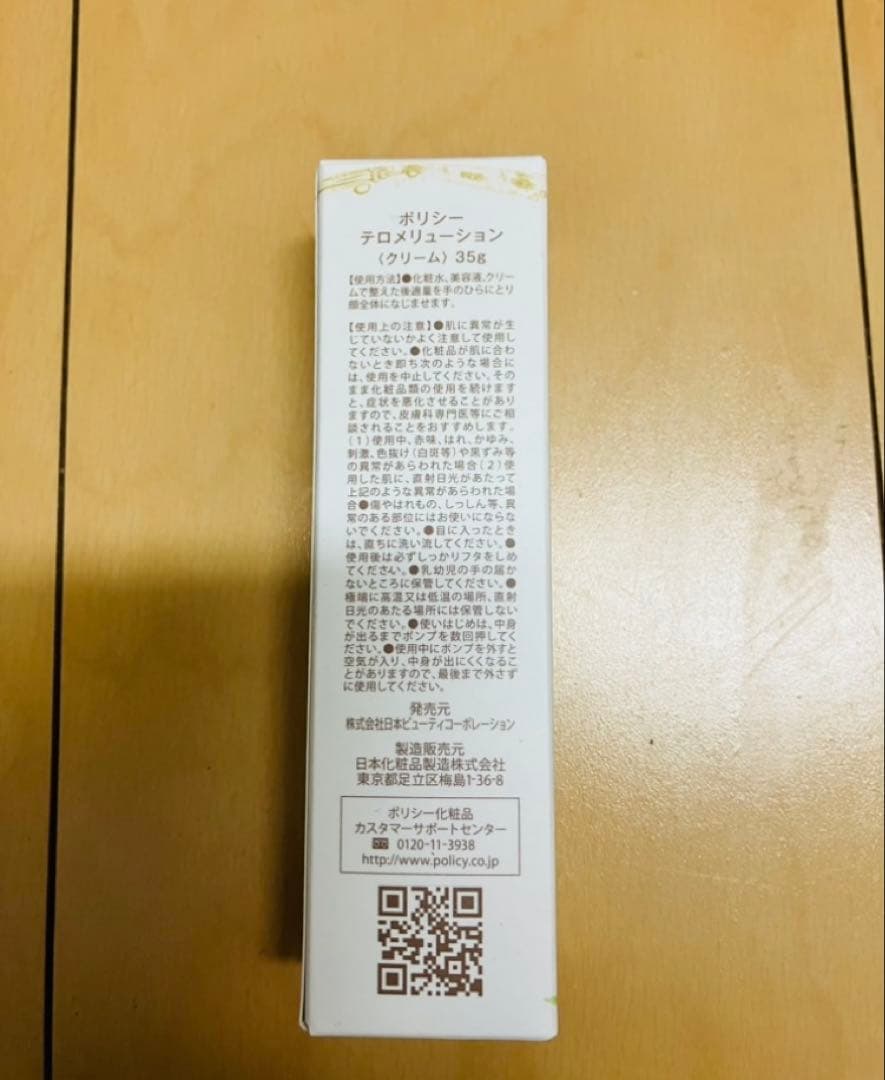 ポリシー
テロメリューション
〈クリーム〉 35g
【使用方法】●化粧水、美容液、クリー
ムで整えた後適量を手のひらにとり
顔全体になじませます。
【使用上の注意】●肌に異常が生
じていないかよく注意して使用し
てください。●化粧品が肌に合わ
ないとき即ち次のような場合に
は、使用を中止してください。その
まま化粧品類の使用を続けます
と、症状を悪化させることがあり
ますので、皮膚科専門医等にご相
談されることをおすすめします。
(1)使用中、赤味、はれ、かゆみ、
刺激、色抜け(白斑等)や黒ずみ等
の異常があらわれた場合(2)使
用した肌に、直射日光があたって
上記のような異常があらわれた場
合●傷やはれもの、しっしん等、異
常のある部位にはお使いにならな
いでください。●目に入ったとき
は、直ちに洗い流してください。●
使用後は必ずしっかりフタをしめ
てください。●乳幼児の手の届か
ないところに保管してください。●
極端に高温又は低温の場所、直射
日光のあたる場所には保管しない
でください。●使いはじめは、中身
が出るまでポンプを数回押してく
ださい。●使用中にポンプを外すと
空気が入り、中身が出にくくなるこ
とがありますので、最後まで外さず
に使用してください。
発売元
株式会社日本ビューティコーポレーション
製造販売元
日本化粧品製造株式会社
東京都足立区梅島1-36-8
ポリシー化粧品
カスタマーサポートセンター
0120-11-3938
http://www.policy.co.jp